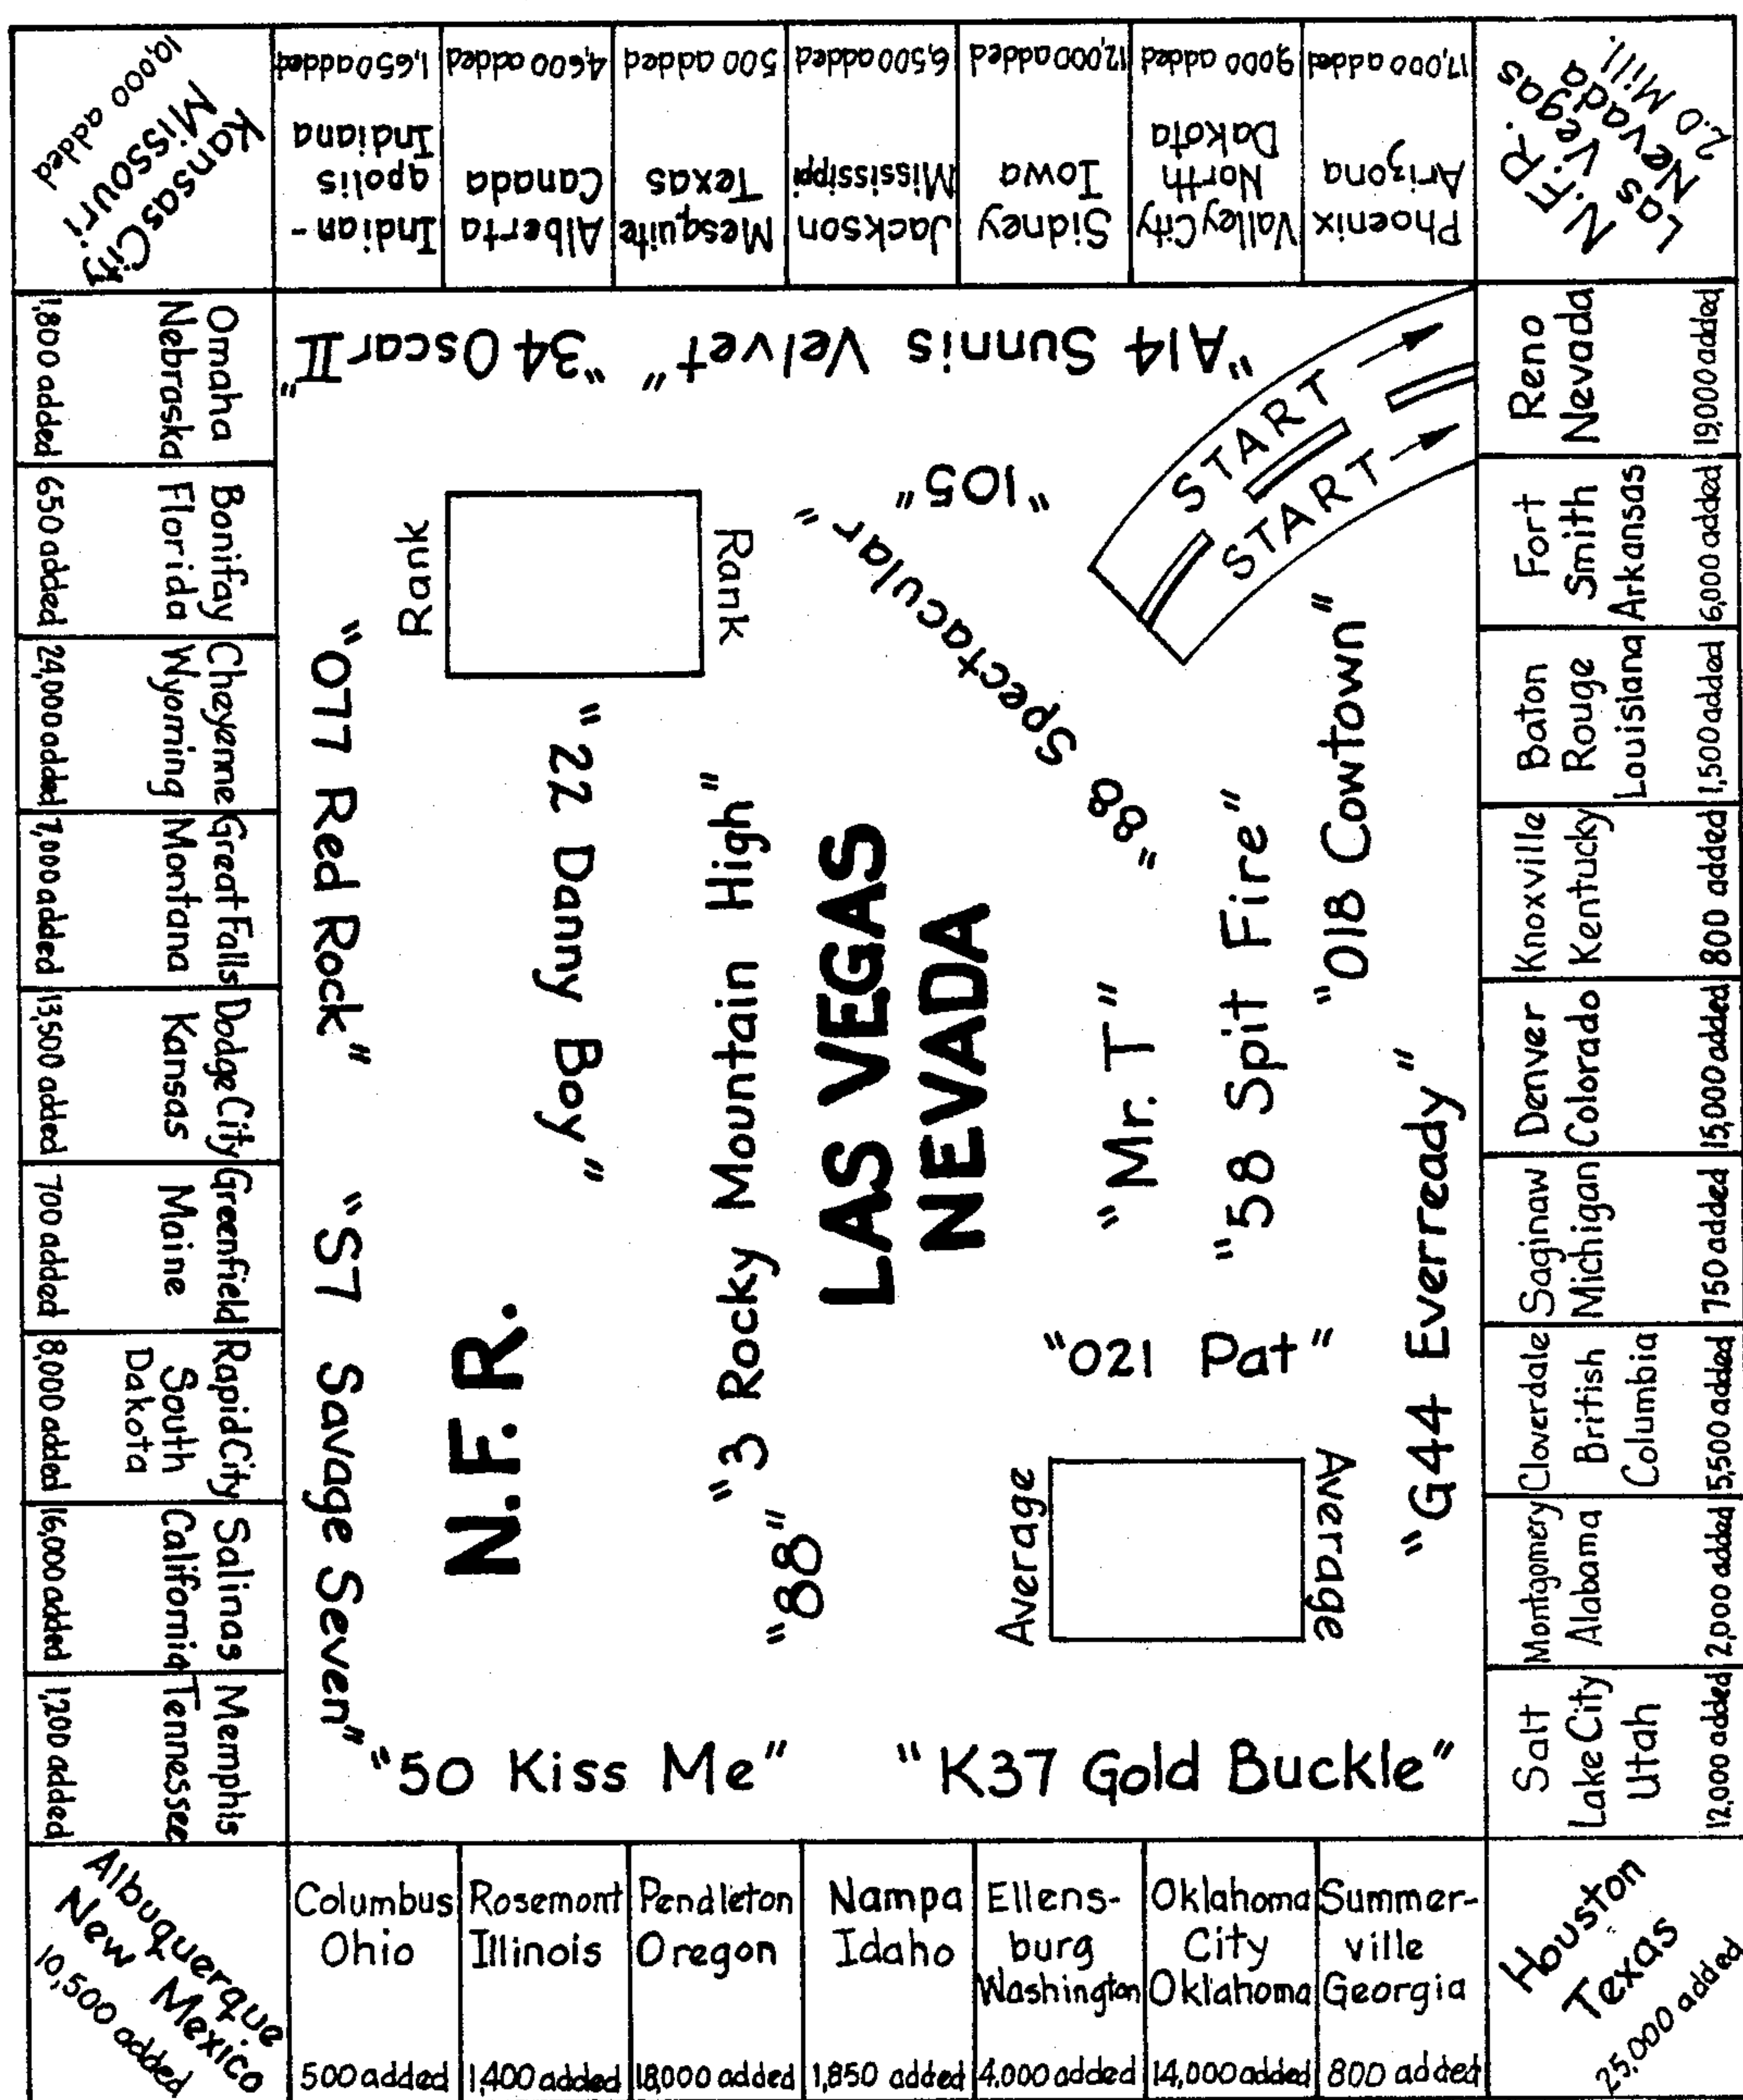 Kansas City
Missouri
10,000 added
Indian-
apolis
Indiana
1,650 added
Alberta
Canada
4,600 added
Mesquite
Texas
500 added
Jackson
Mississippi
6,500 added
Sidney
Iowa
12,000 added
Valley City
North
Dakota
9,000 added
Phoenix
Arizona
17,000 added
N.F.R.
Las Vegas
Nevada
2.0 Mill.
Reno
Nevada
19,000 added
Fort
Smith
Arkansas
6,000 added
Baton
Rouge
Louisiana
1,500 added
Knoxville
Kentucky
800 added
Denver
Colorado
15,000 added
Saginaw
Michigan
750 added
Cloverdale
British
Columbia
5,500 added
Montgomery
Alabama
2,000 added
Salt
Lake City
Utah
12,000 added
Houston
Texas
25,000 added
Summer-
ville
Georgia
800 added
Oklahoma
City
Oklahoma
14,000 added
Ellens-
burg
Washington
4,000 added
Nampa
Idaho
1,850 added
Pendleton
Oregon
18,000 added
Rosemont
Illinois
1,400 added
Columbus
Ohio
500 added
Albuquerque
New Mexico
10,500 added
Memphis
Tennessee
1,200 added
Salinas
California
16,000 added
Rapid City
South
Dakota
8,000 added
Greenfield
Maine
700 added
Dodge City
Kansas
13,500 added
Great Falls
Montana
7,000 added
Cheyenne
Wyoming
24,000 added
Bonifay
Florida
650 added
Omaha
Nebraska
1,800 added
"A14 Sunnis Velvet" "34 Oscar II"
START
START
"105"
"88 Spectacular"
Rank
Rank
"077 Red Rock"
"22 Danny Boy"
"3 Rocky Mountain High"
LAS VEGAS
NEVADA
"Mr. T"
"58 Spit Fire"
"018 Cowtown"
"S7 Savage Seven"
N.F.R.
"88"
"021 Pat"
"G44 Everready"
Average
Average
"50 Kiss Me"
"K37 Gold Buckle"